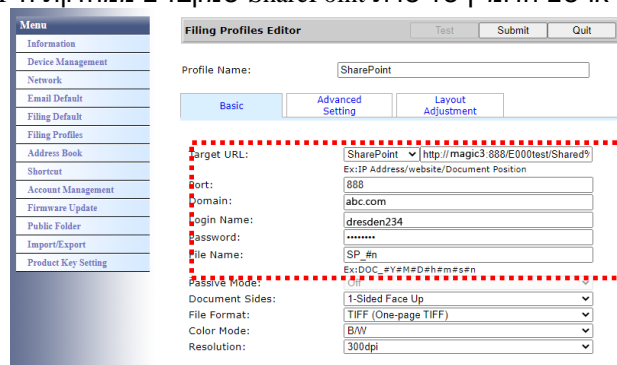 SharePoint
Menu
Information
Device Management
Network
Email Default
Filing Default
Filing Profiles
Address Book
Shortcut
Account Management
Firmware Update
Public Folder
Import/Export
Product Key Setting
Filing Profiles Editor
Test
Submit
Quit
Profile Name: SharePoint
Basic
Advanced Setting
Layout Adjustment
Target URL: SharePoint http://magic3:888/E000test/Shared%
Ex:IP Address/website/Document Position
Port: 888
Domain: abc.com
Login Name: dresden234
Password: ••••••••
File Name: SP_#n
Ex:DOC_#Y#M#D#h#m#s#n
Passive Mode: Off
Document Sides: 1-Sided Face Up
File Format: TIFF (One-page TIFF)
Color Mode: B/W
Resolution: 300dpi